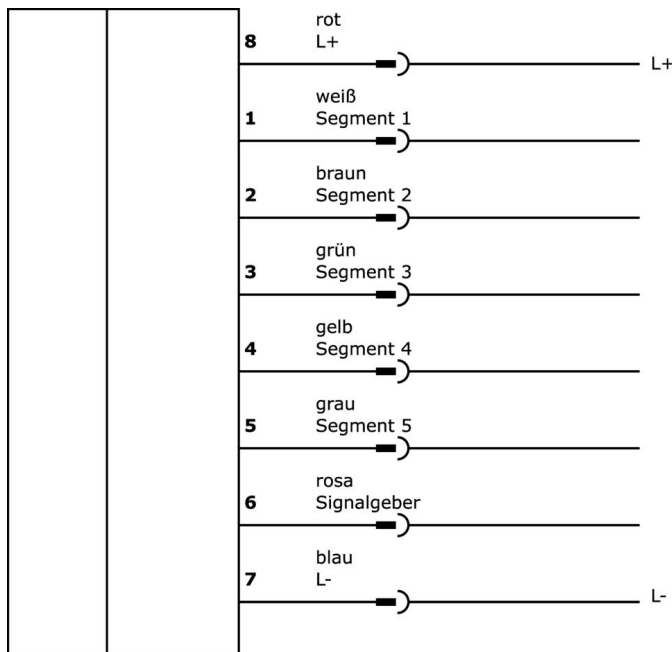 rot
8 L+
L+
weiß
1 Segment 1
braun
2 Segment 2
grün
3 Segment 3
gelb
4 Segment 4
grau
5 Segment 5
rosa
6 Signalgeber
blau
7 L-
L-